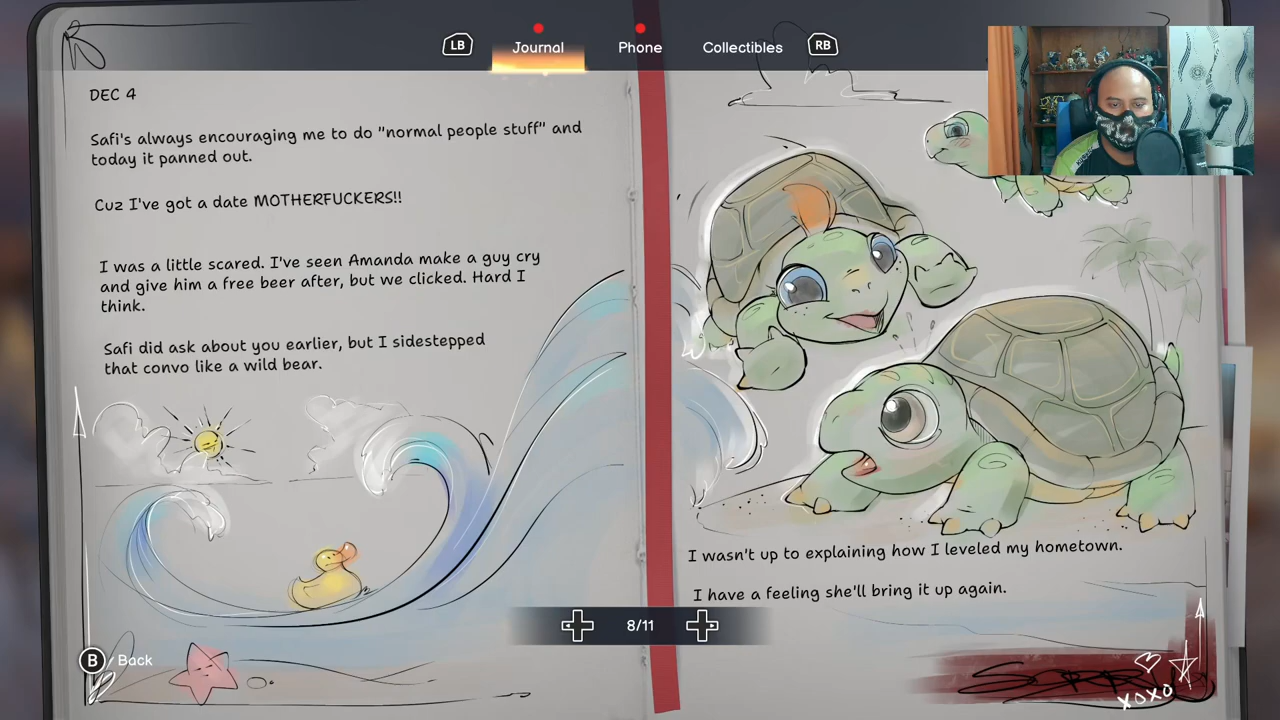 LB Journal Phone Collectibles RB
DEC 4
Safi's always encouraging me to do "normal people stuff" and
today it panned out.
Cuz I've got a date MOTHERFUCKERS!!
I was a little scared. I've seen Amanda make a guy cry
and give him a free beer after, but we clicked. Hard I
think.
Safi did ask about you earlier, but I sidestepped
that convo like a wild bear.
I wasn't up to explaining how I leveled my hometown.
I have a feeling she'll bring it up again.
8/11
B Back
xoxo